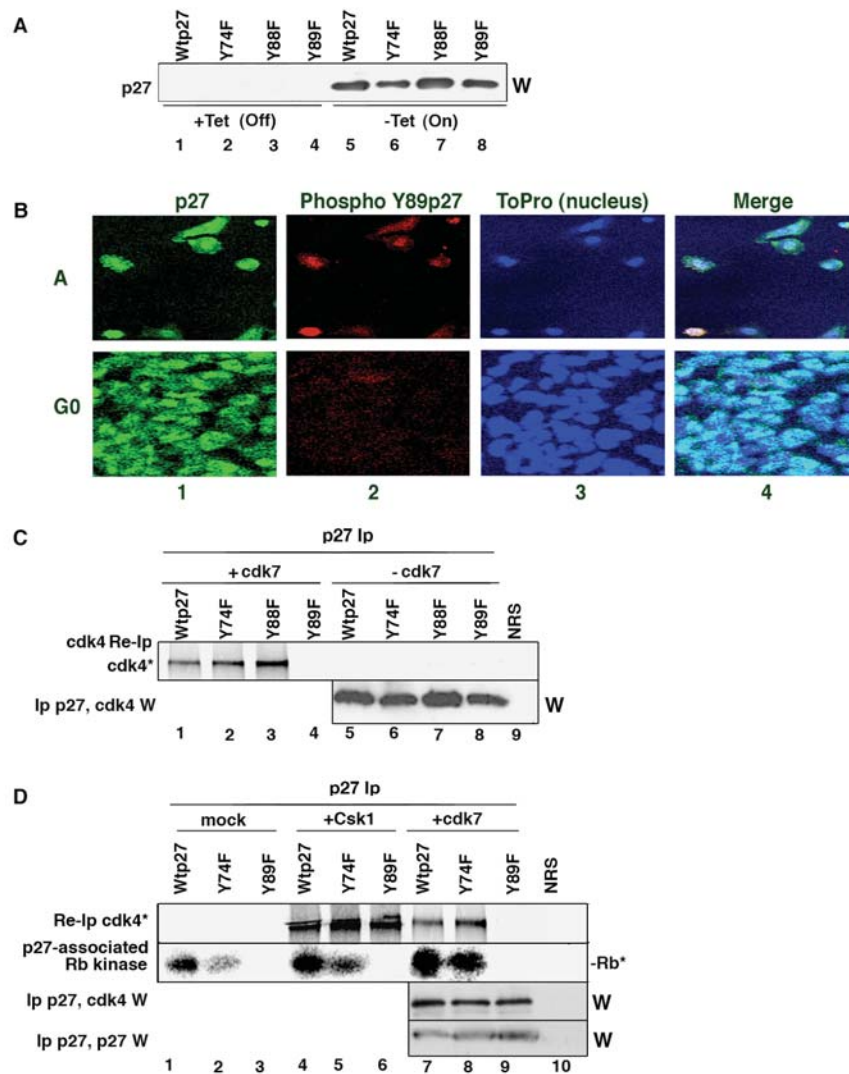 A
Wtp27 Y74F Y88F Y89F Wtp27 Y74F Y88F Y89F
p27 W
+Tet (Off) -Tet (On)
1 2 3 4 5 6 7 8
B
p27 Phospho Y89p27 ToPro (nucleus) Merge
A
G0
1 2 3 4
C
p27 Ip
+cdk7 - cdk7
Wtp27 Y74F Y88F Y89F Wtp27 Y74F Y88F Y89F NRS
cdk4 Re-Ip
cdk4*
Ip p27, cdk4 W W
1 2 3 4 5 6 7 8 9
D
p27 Ip
mock +Csk1 +cdk7
Wtp27 Y74F Y89F Wtp27 Y74F Y89F Wtp27 Y74F Y89F NRS
Re-Ip cdk4*
p27-associated
Rb kinase -Rb*
Ip p27, cdk4 W W
Ip p27, p27 W W
1 2 3 4 5 6 7 8 9 10